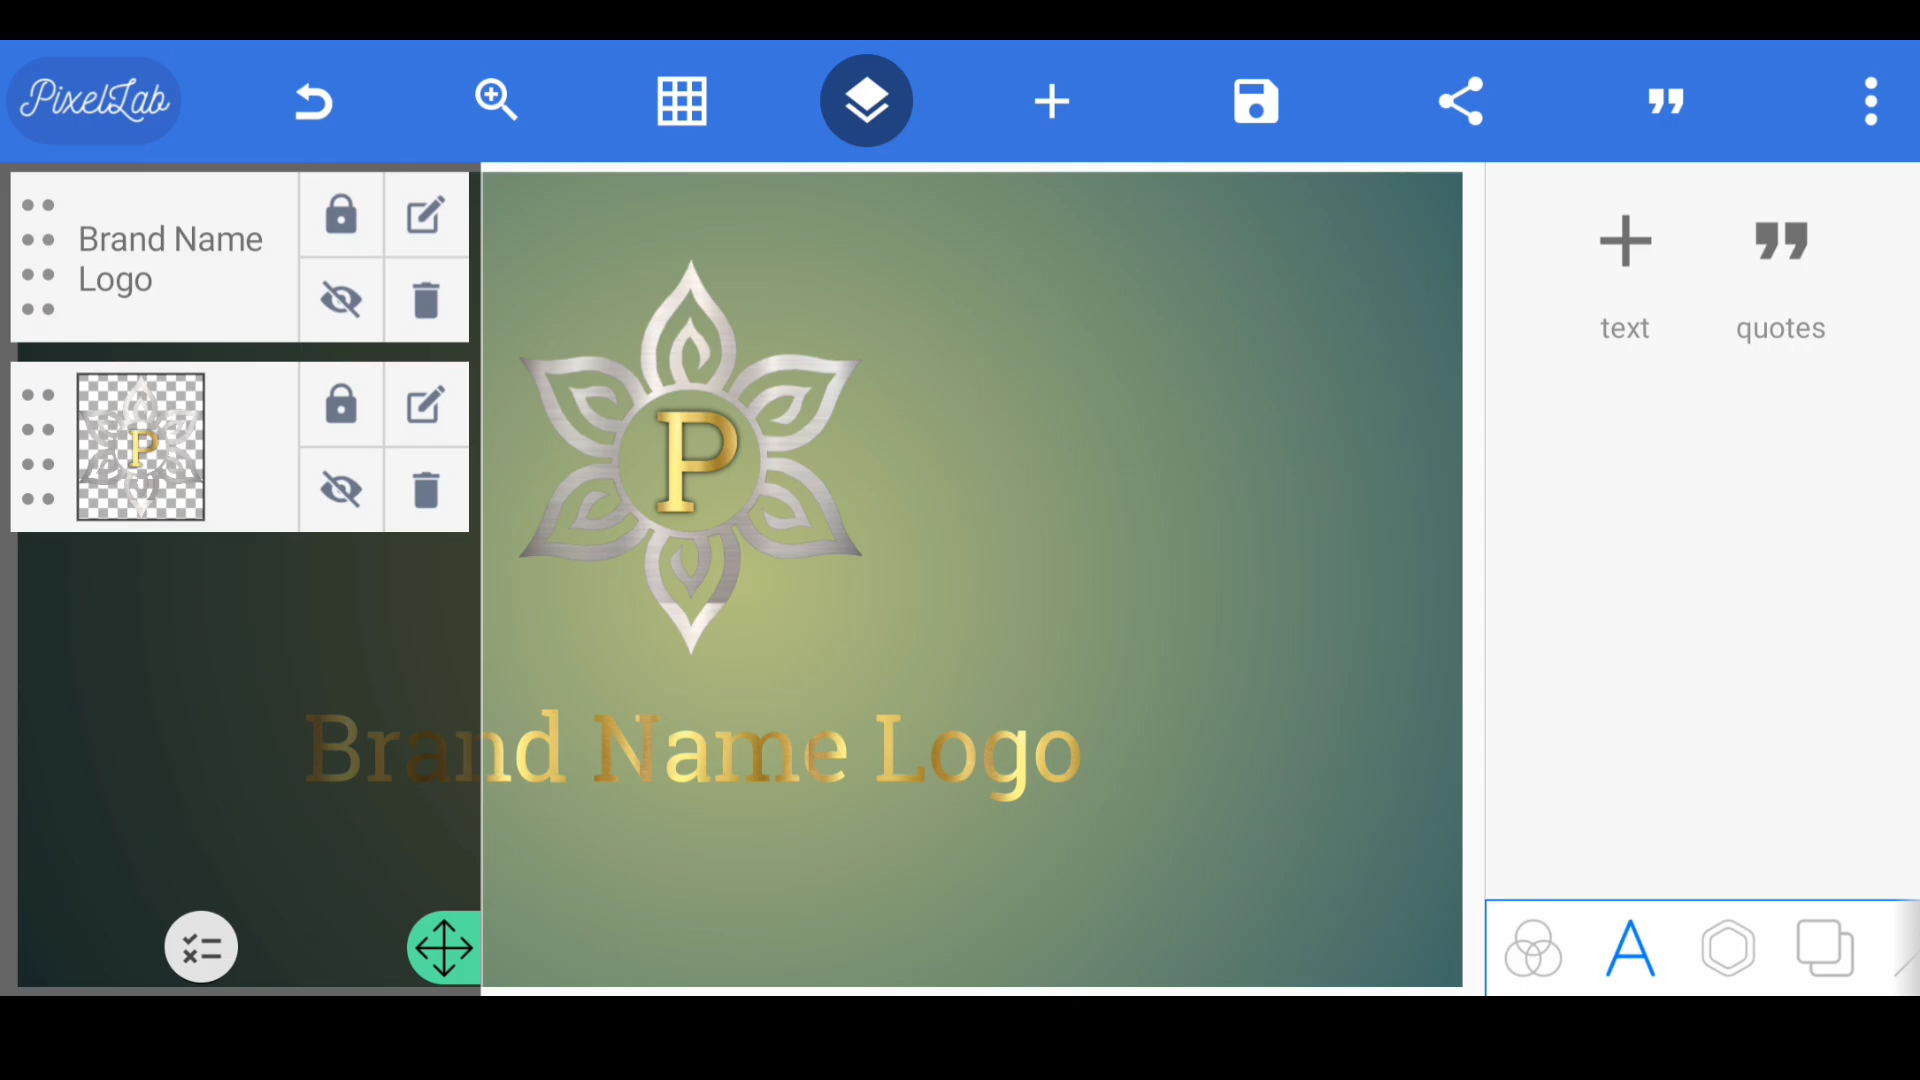 PixelLab
Brand Name
Logo
P
P
Brand Name Logo
text
quotes